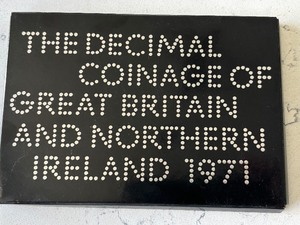 THE DECIMAL
COINAGE OF
GREAT BRITAIN
AND NORTHERN
IRELAND 1971